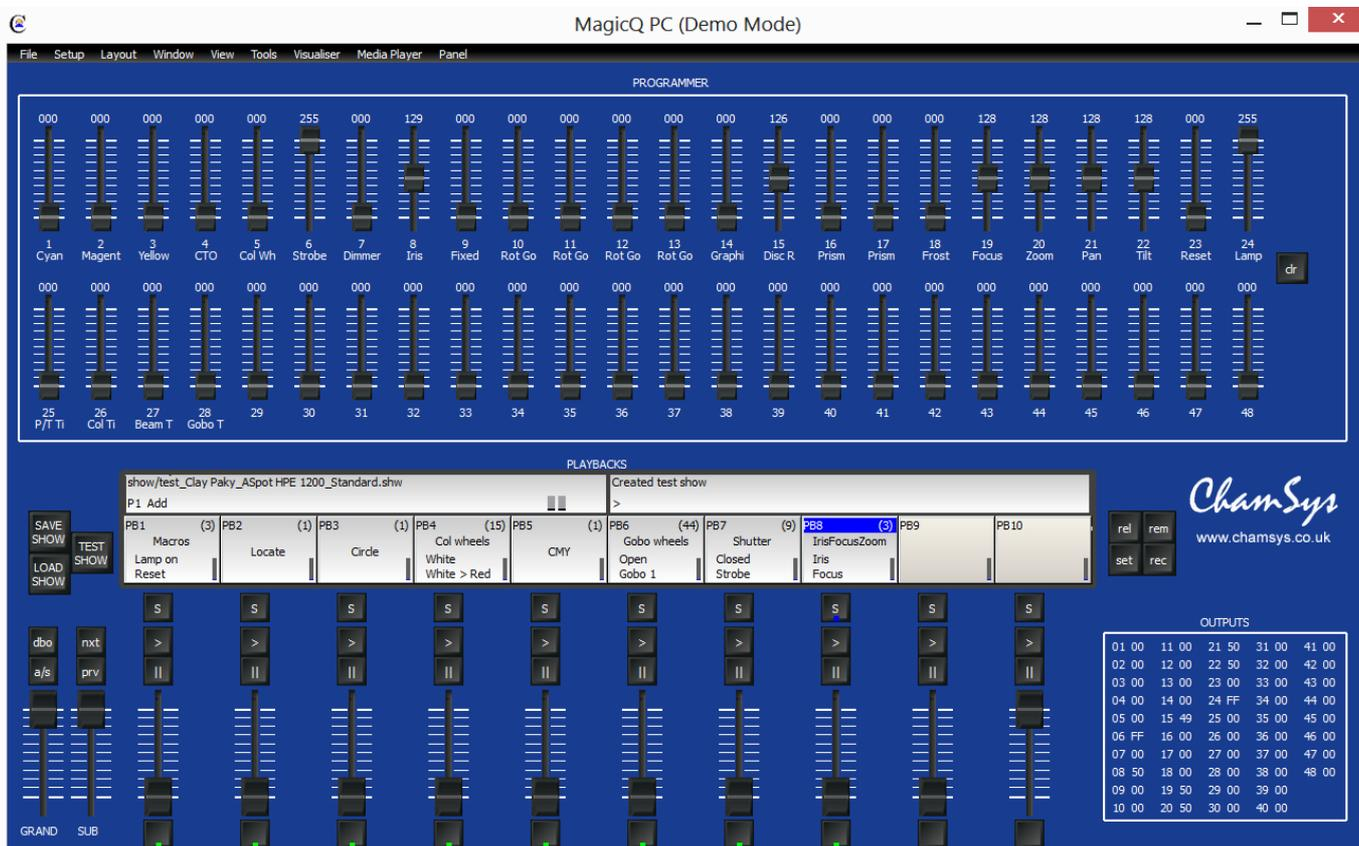 MagicQ PC (Demo Mode)
File Setup Layout Window View Tools Visualiser Media Player Panel
PROGRAMMER
000 000 000 000 000 255 000 129 000 000 000 000 000 000 126 000 000 000 128 128 128 128 000 255
1 2 3 4 5 6 7 8 9 10 11 12 13 14 15 16 17 18 19 20 21 22 23 24
Cyan Magent Yellow CTO Col Wh Strobe Dimmer Iris Fixed Rot Go Rot Go Rot Go Rot Go Graphi Disc R Prism Prism Frost Focus Zoom Pan Tilt Reset Lamp
clr
000 000 000 000 000 000 000 000 000 000 000 000 000 000 000 000 000 000 000 000 000 000 000 000
25 26 27 28 29 30 31 32 33 34 35 36 37 38 39 40 41 42 43 44 45 46 47 48
P/T Ti Col Ti Beam T Gobo T
PLAYBACKS
show/test_Clay Paky_ASpot HPE 1200_Standard.shw Created test show
P1 Add >
SAVE SHOW
LOAD SHOW
TEST SHOW
PB1 (3) PB2 (1) PB3 (1) PB4 (15) PB5 (1) PB6 (44) PB7 (9) PB8 (3) PB9 PB10
Macros Locate Circle Col wheels CMY Gobo wheels Shutter IrisFocusZoom
Lamp on White Open Closed Iris
Reset White > Red Gobo 1 Strobe Focus
ChamSys
www.chamsys.co.uk
rel rem
set rec
S S S S S S S S S S
dbo nxt > > > > > > > > > >
a/s prv || || || || || || || || || ||
GRAND SUB
OUTPUTS
01 00 11 00 21 50 31 00 41 00
02 00 12 00 22 50 32 00 42 00
03 00 13 00 23 00 33 00 43 00
04 00 14 00 24 FF 34 00 44 00
05 00 15 49 25 00 35 00 45 00
06 FF 16 00 26 00 36 00 46 00
07 00 17 00 27 00 37 00 47 00
08 50 18 00 28 00 38 00 48 00
09 00 19 50 29 00 39 00
10 00 20 50 30 00 40 00